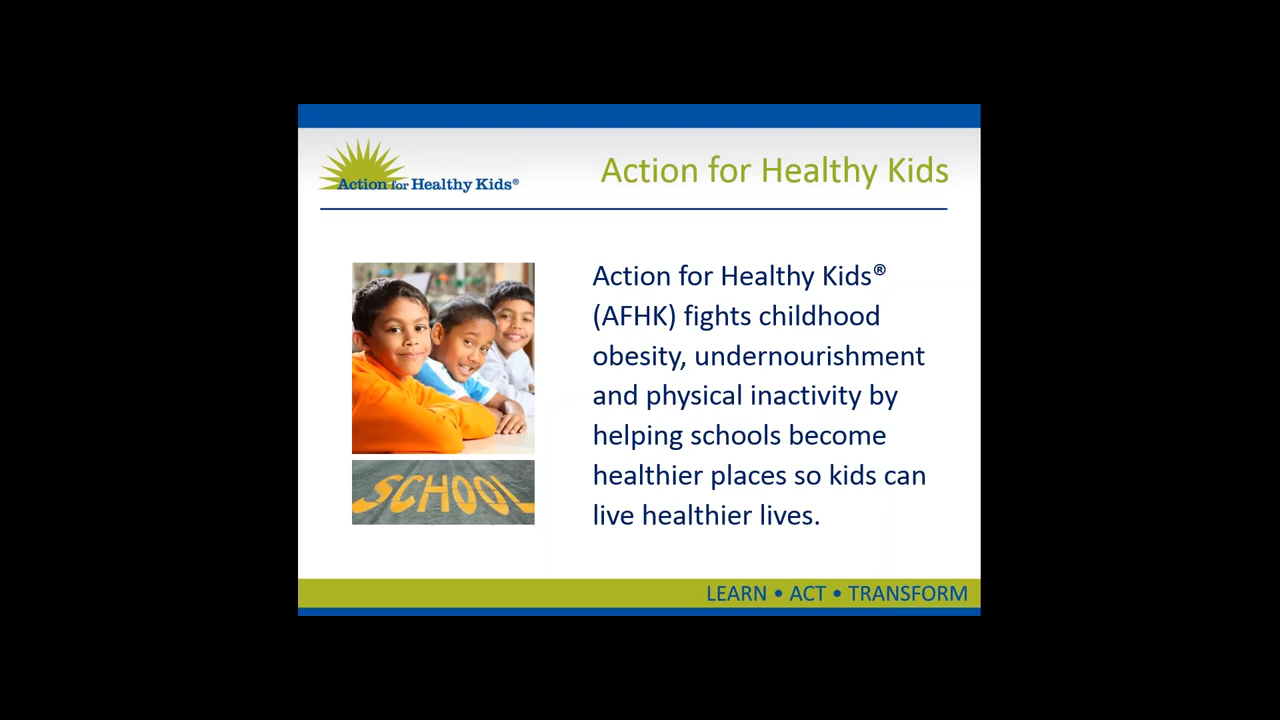 Action for Healthy Kids®
Action for Healthy Kids
Action for Healthy Kids®
(AFHK) fights childhood
obesity, undernourishment
and physical inactivity by
helping schools become
healthier places so kids can
live healthier lives.
SCHOOL
LEARN • ACT • TRANSFORM